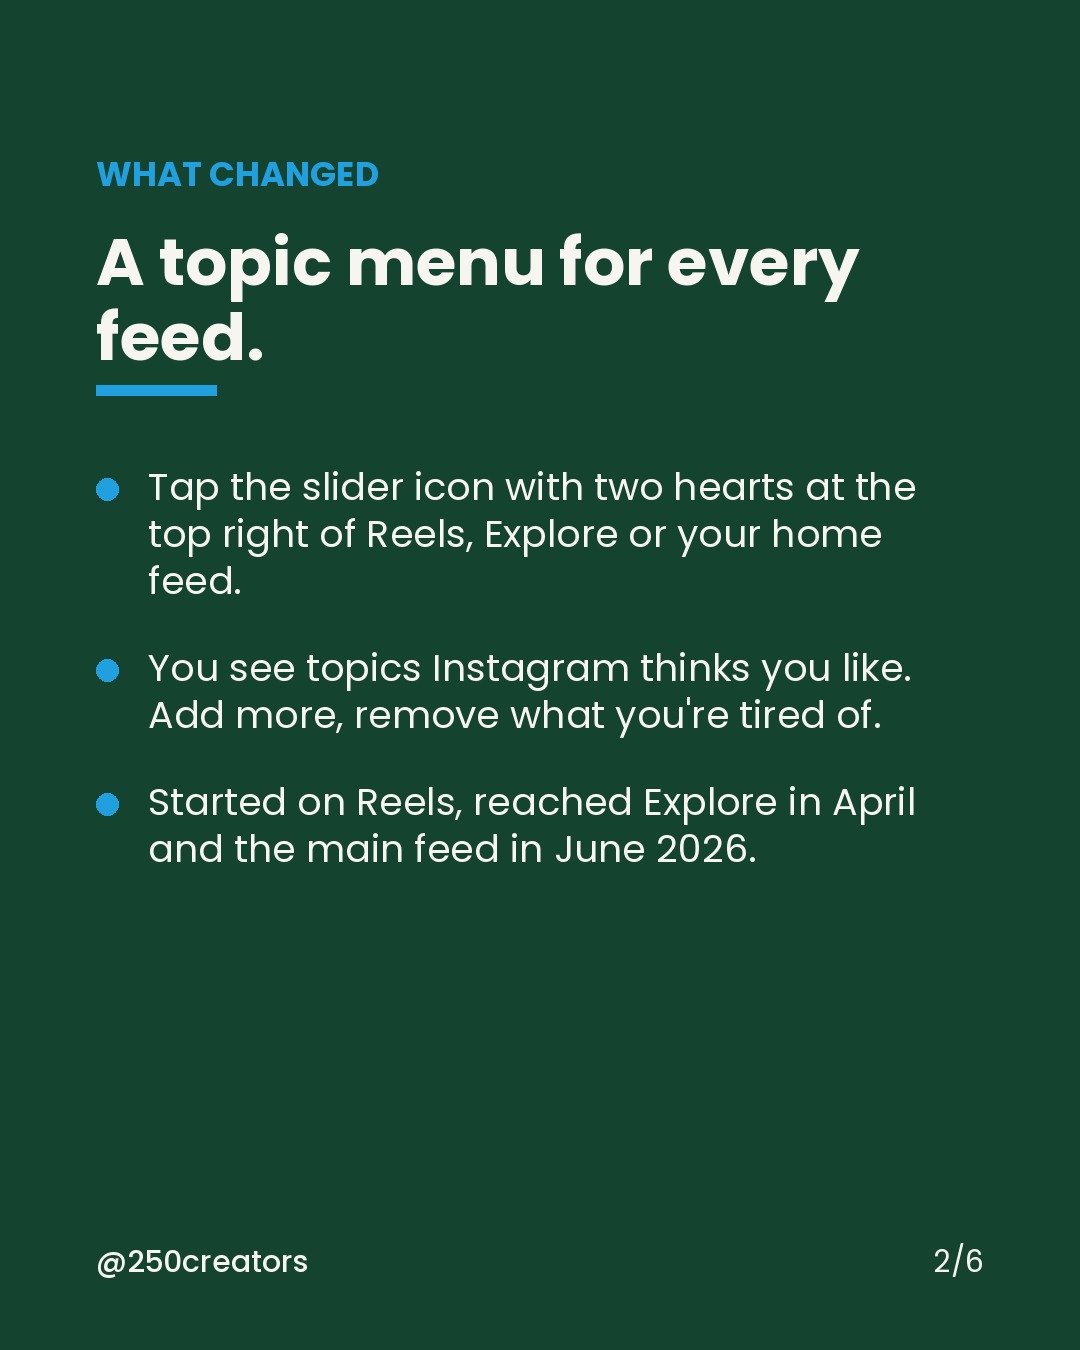 WHAT CHANGED
A topic menu for every
feed.
Tap the slider icon with two hearts at the
top right of Reels, Explore or your home
feed.
You see topics Instagram thinks you like.
Add more, remove what you're tired of.
Started on Reels, reached Explore in April
and the main feed in June 2026.
@250creators
2/6